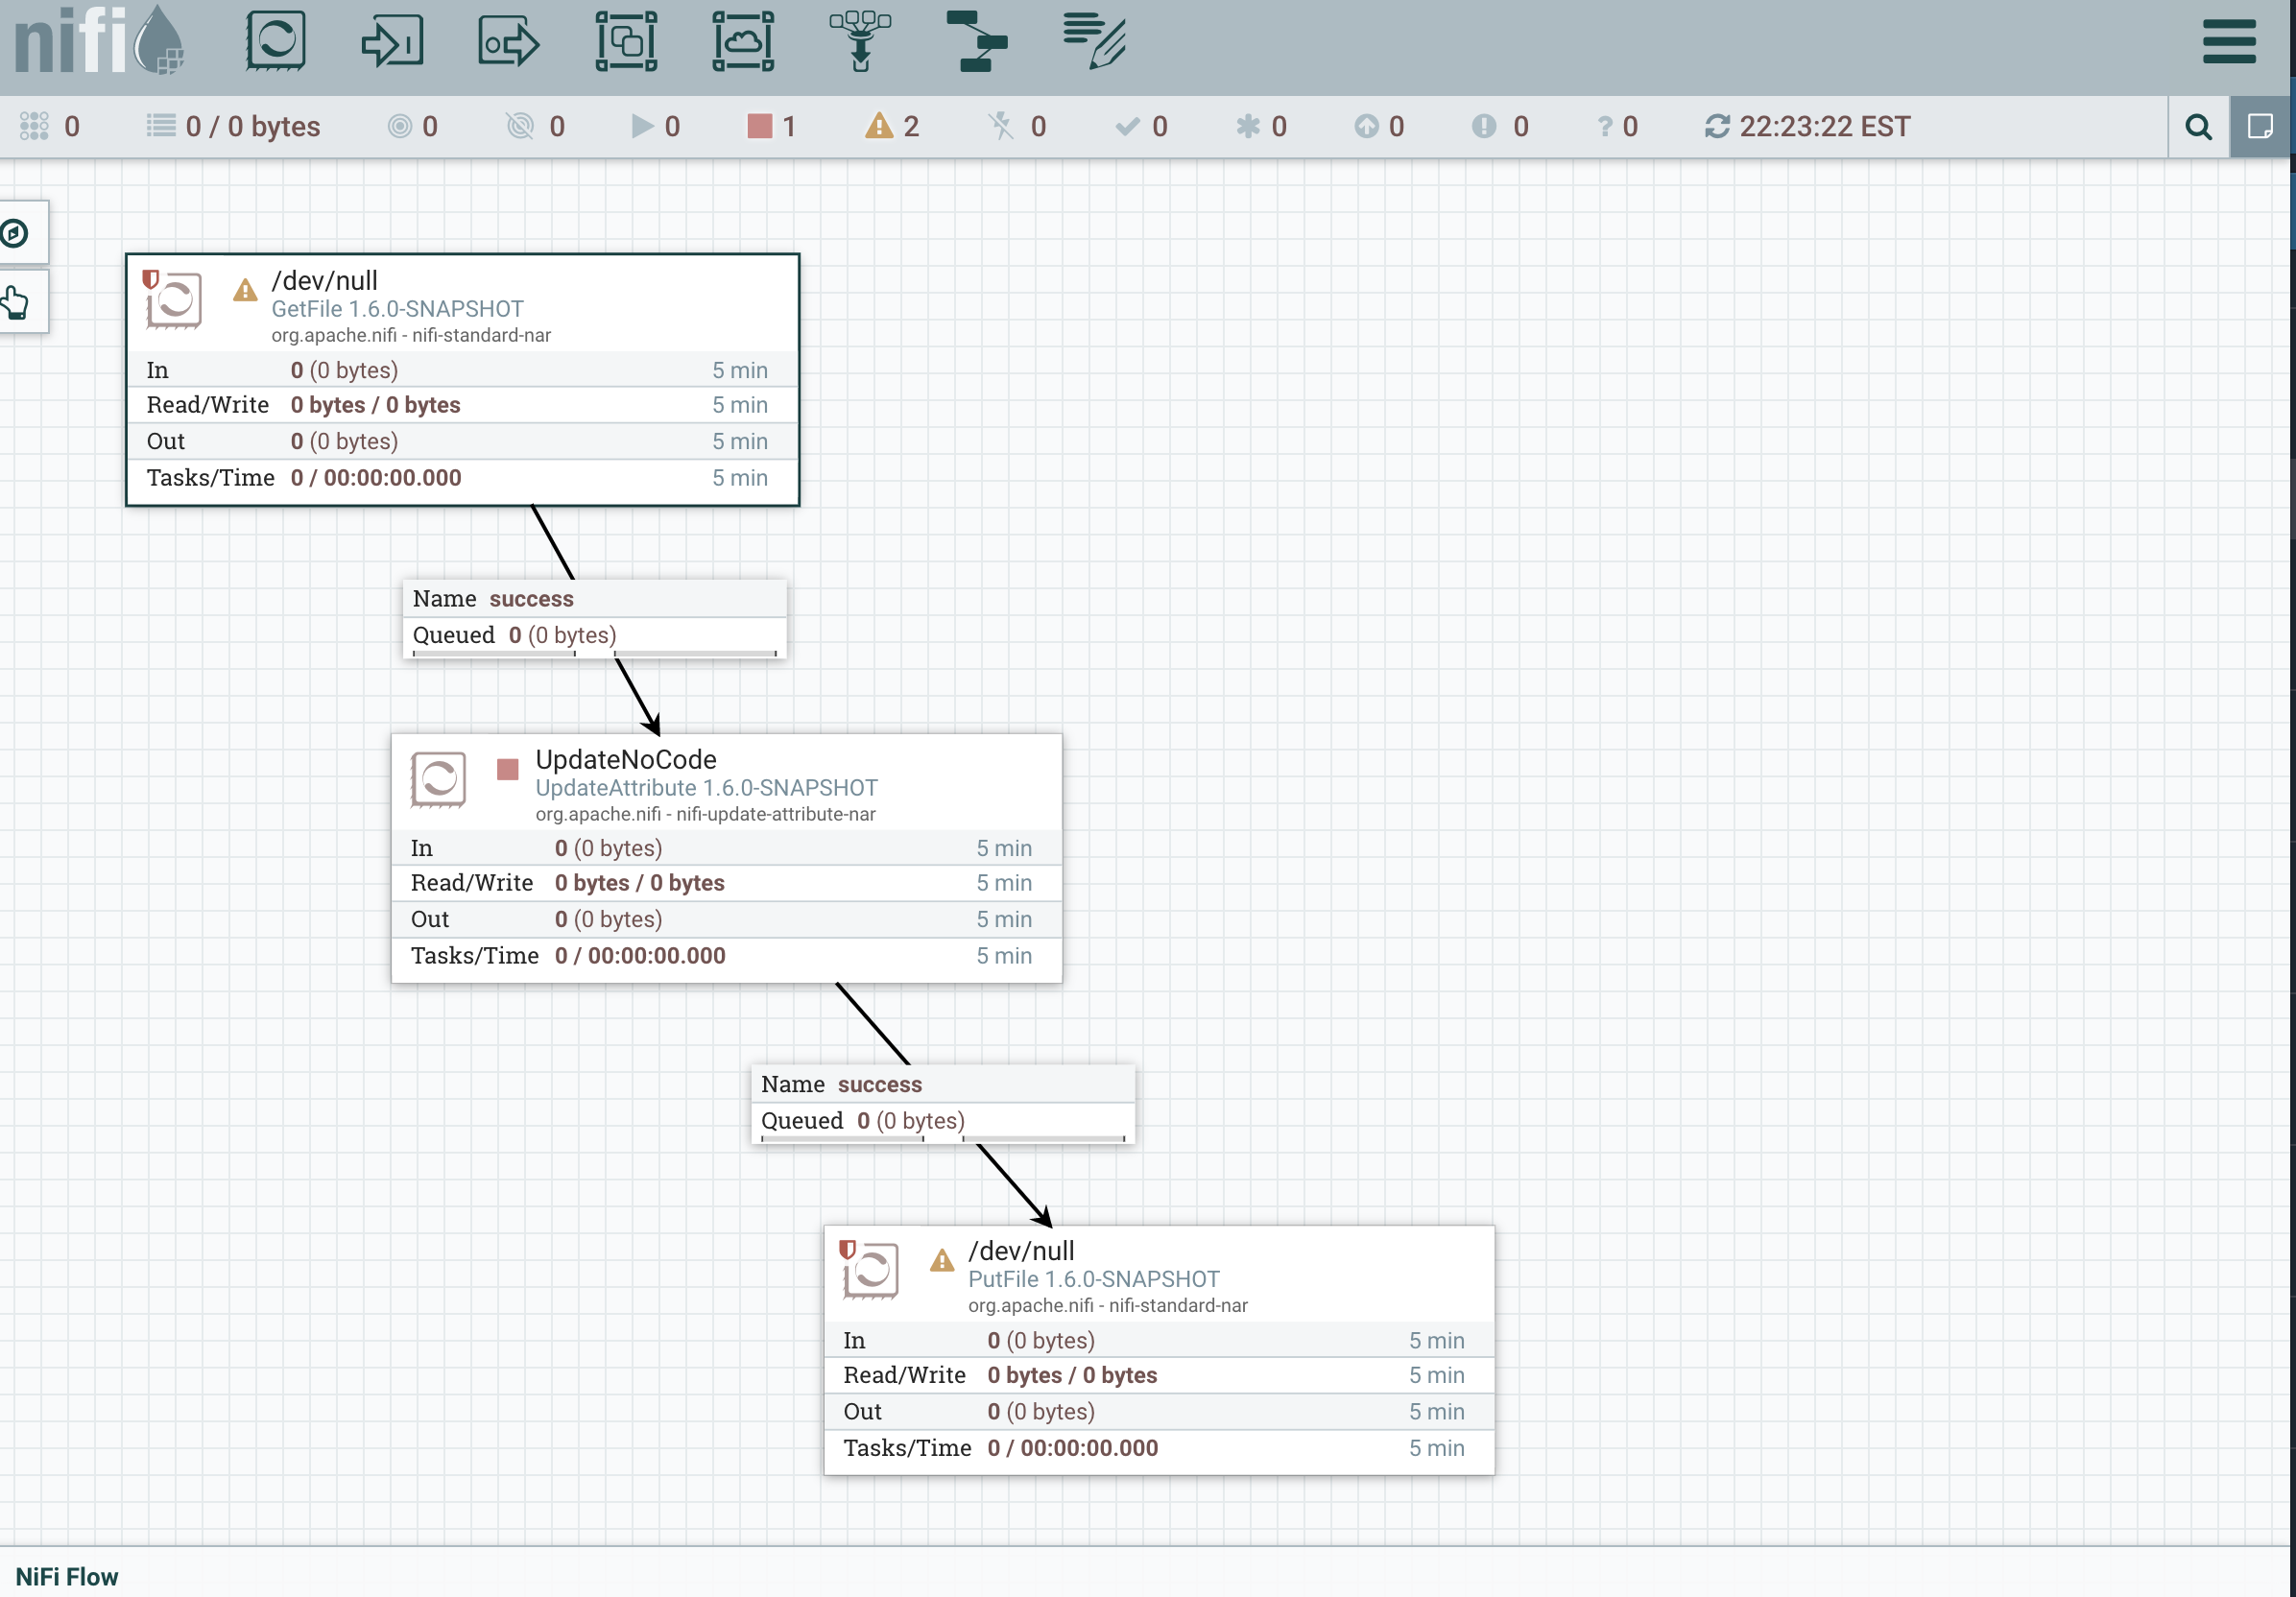 nifi
0 0 / 0 bytes 0 0 0 1 2 0 0 0 0 0 ? 0 22:23:22 EST
/dev/null
GetFile 1.6.0-SNAPSHOT
org.apache.nifi - nifi-standard-nar
In 0 (0 bytes) 5 min
Read/Write 0 bytes / 0 bytes 5 min
Out 0 (0 bytes) 5 min
Tasks/Time 0 / 00:00:00.000 5 min
Name success
Queued 0 (0 bytes)
UpdateNoCode
UpdateAttribute 1.6.0-SNAPSHOT
org.apache.nifi - nifi-update-attribute-nar
In 0 (0 bytes) 5 min
Read/Write 0 bytes / 0 bytes 5 min
Out 0 (0 bytes) 5 min
Tasks/Time 0 / 00:00:00.000 5 min
Name success
Queued 0 (0 bytes)
/dev/null
PutFile 1.6.0-SNAPSHOT
org.apache.nifi - nifi-standard-nar
In 0 (0 bytes) 5 min
Read/Write 0 bytes / 0 bytes 5 min
Out 0 (0 bytes) 5 min
Tasks/Time 0 / 00:00:00.000 5 min
NiFi Flow